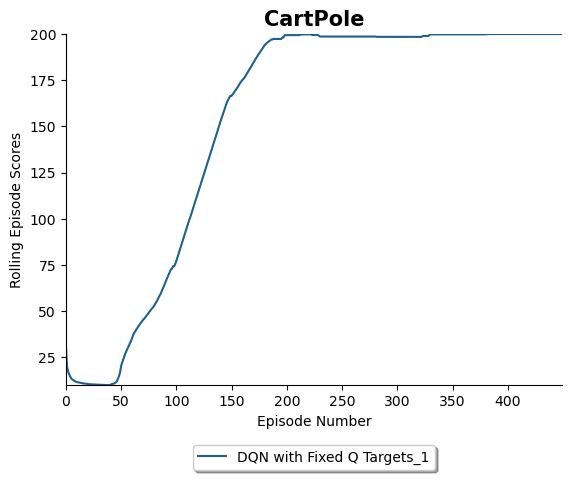 CartPole
Rolling Episode Scores
200
175
150
125
100
75
50
25
0 50 100 150 200 250 300 350 400
Episode Number
DQN with Fixed Q Targets_1